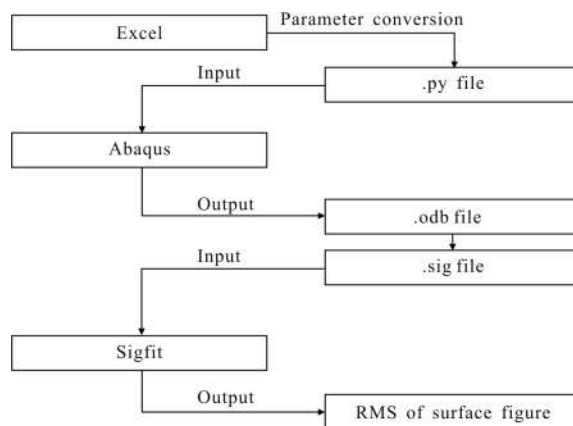 Parameter conversion
Excel
Input
.py file
Abaqus
Output
.odb file
Input
.sig file
Sigfit
Output
RMS of surface figure